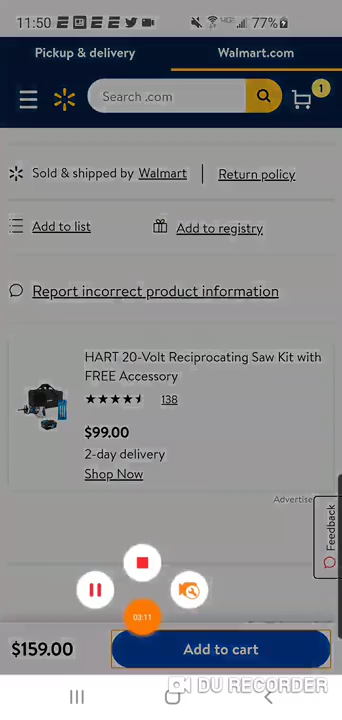 11:50
77%
Pickup & delivery
Walmart.com
Search .com
1
Sold & shipped by Walmart
Return policy
Add to list
Add to registry
Report incorrect product information
HART 20-Volt Reciprocating Saw Kit with
FREE Accessory
138
$99.00
2-day delivery
Shop Now
Advertise
Feedback
03:11
$159.00
Add to cart
DU RECORDER